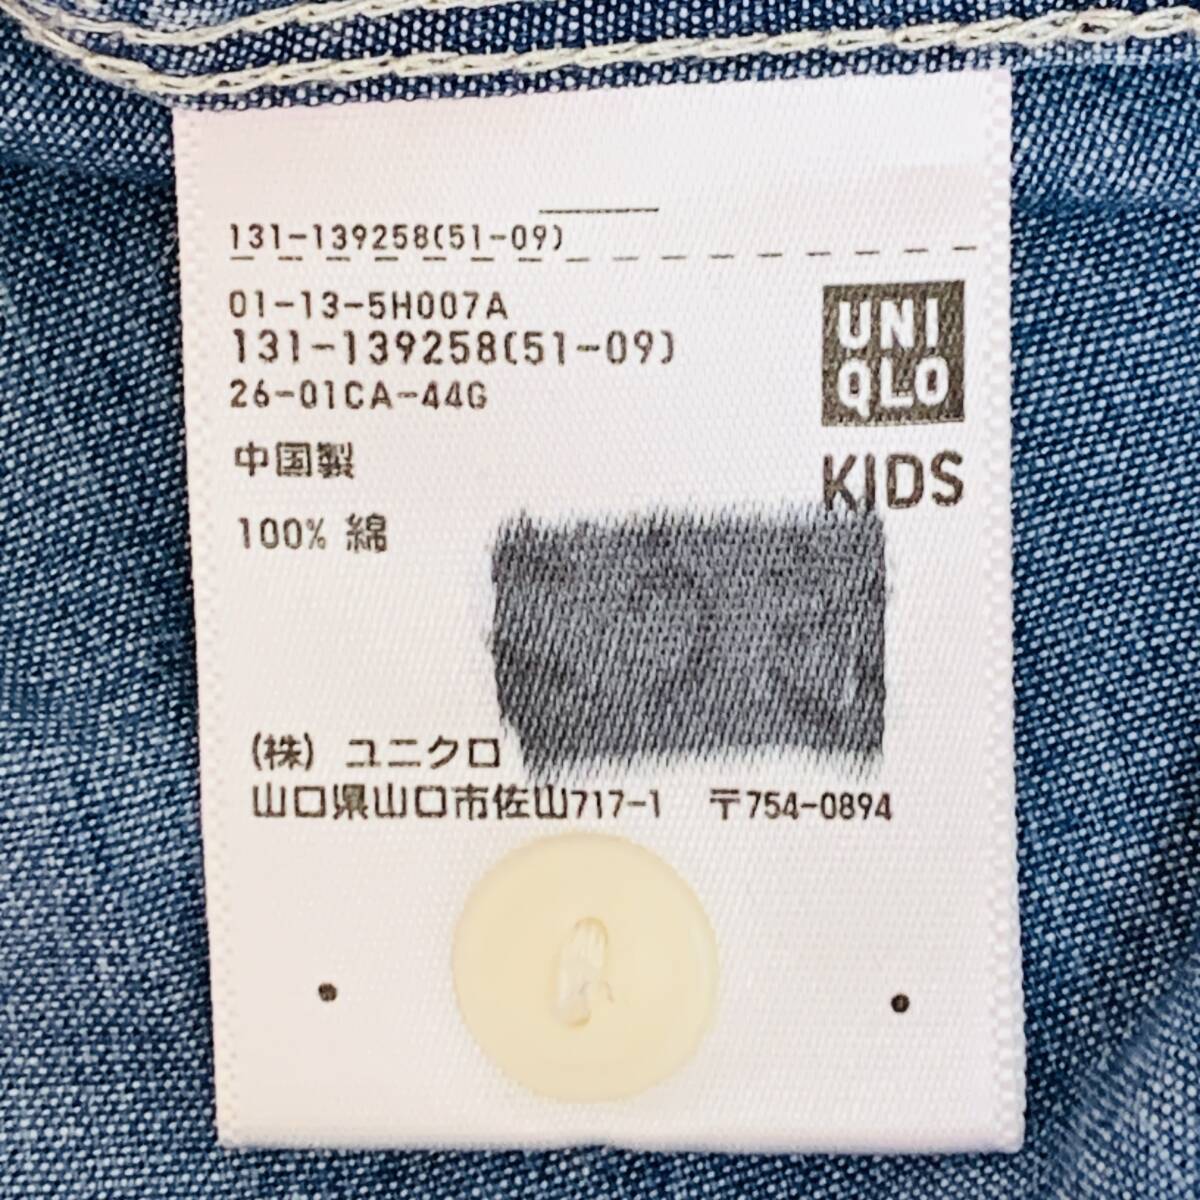 131-139258(51-09)
01-13-5H007A
131-139258(51-09)
26-01CA-44G
UNI
QLO
KIDS
中国製
100% 綿
(株) ユニクロ
山口県山口市佐山717-1 〒754-0894